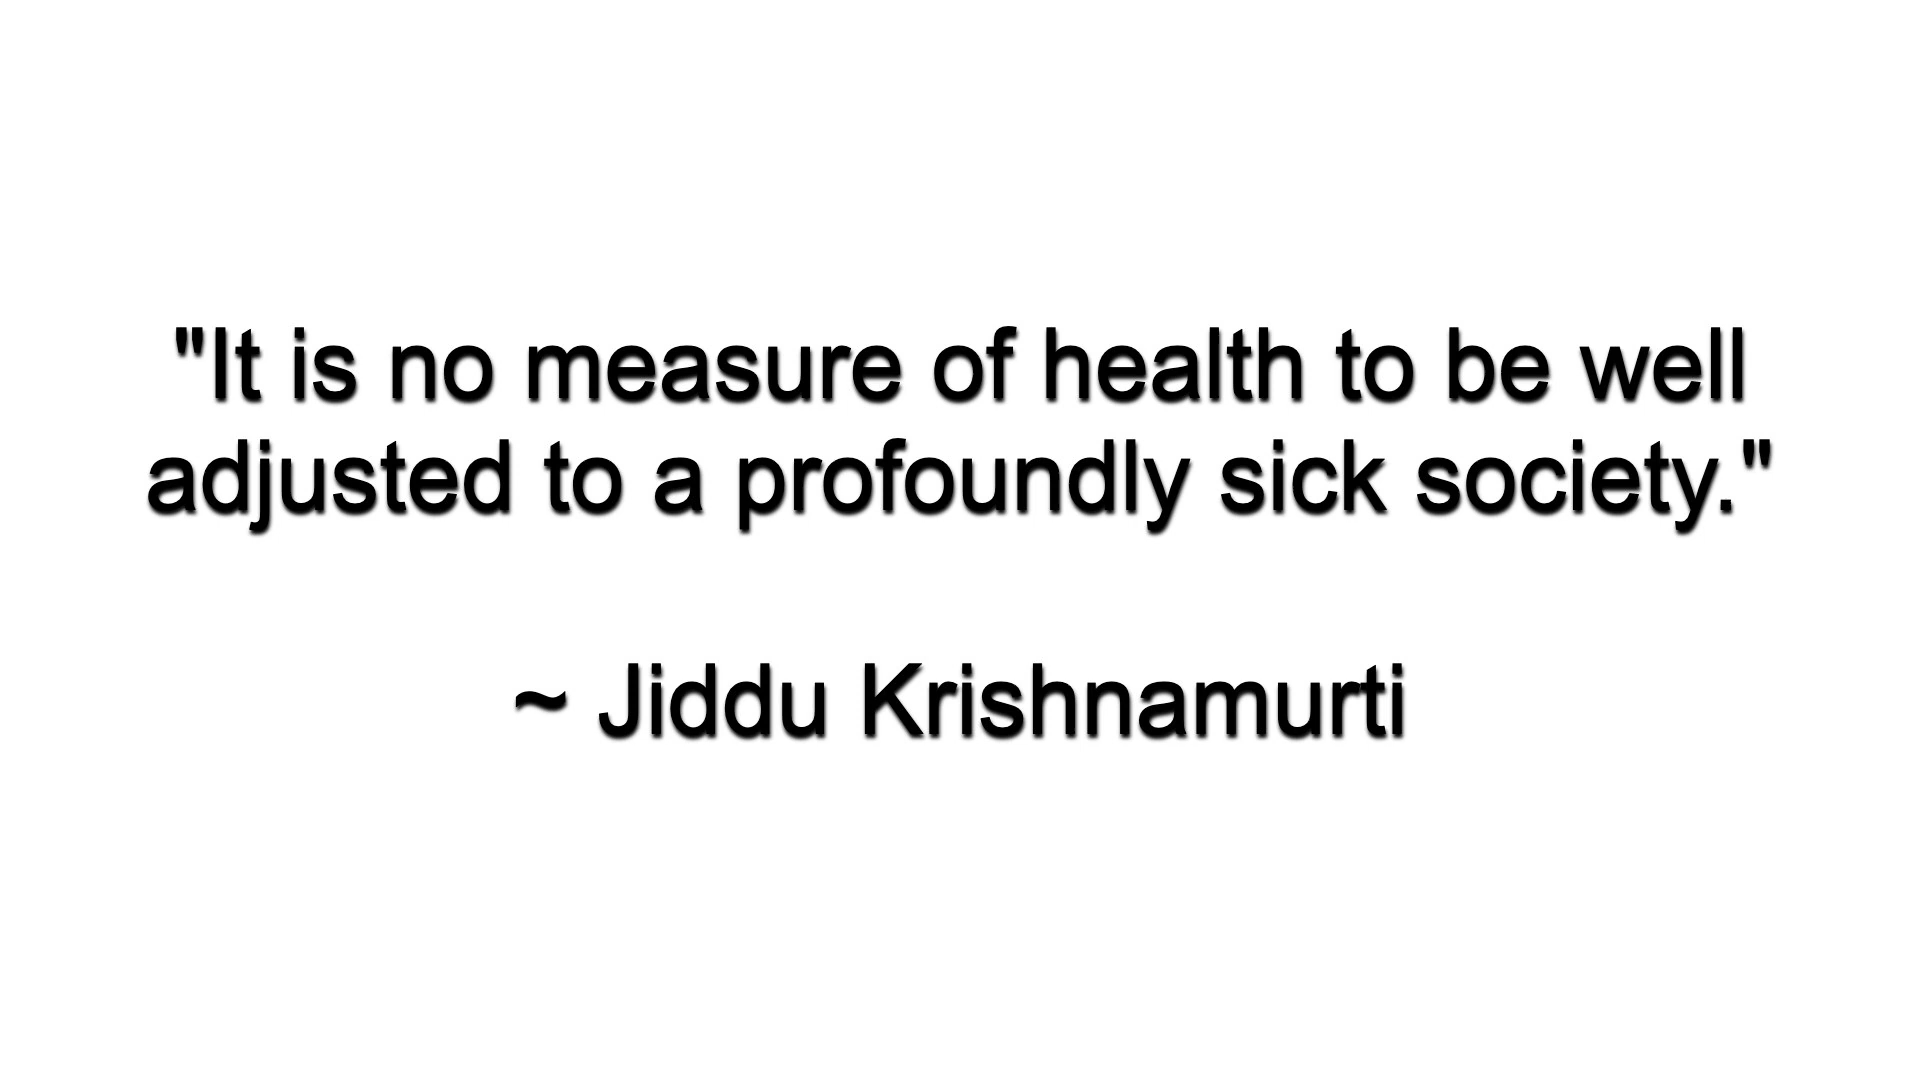 "It is no measure of health to be well
adjusted to a profoundly sick society."
~ Jiddu Krishnamurti